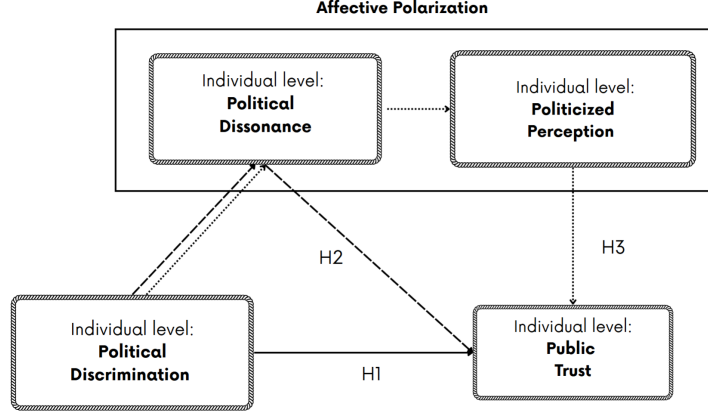 Affective Polarization
Individual level:
Political
Dissonance
Individual level:
Politicized
Perception
H2
H3
Individual level:
Political
Discrimination
H1
Individual level:
Public
Trust